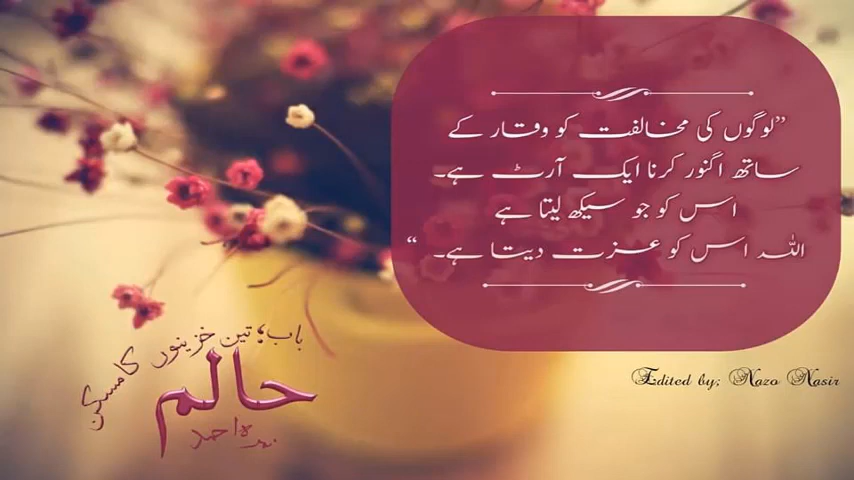 ”لوگوں کی مخالفت کو وقار کے
ساتھ اگنور کرنا ایک آرٹ ہے۔
اس کو جو سیکھ لیتا ہے
اللہ اس کو عزت دیتا ہے۔ “
Edited by; Nazo Nasir
باب؛ تین خزینوں کا مسکن
حالم
نمرہ احمد